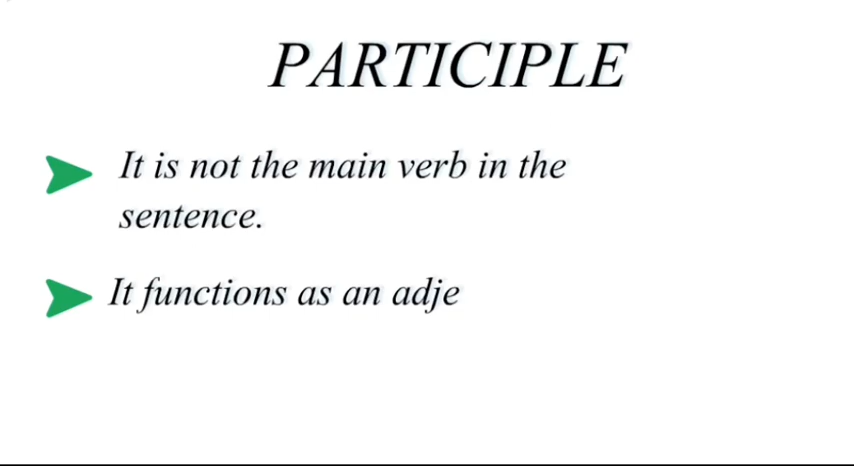 PARTICIPLE
It is not the main verb in the
sentence.
It functions as an adje